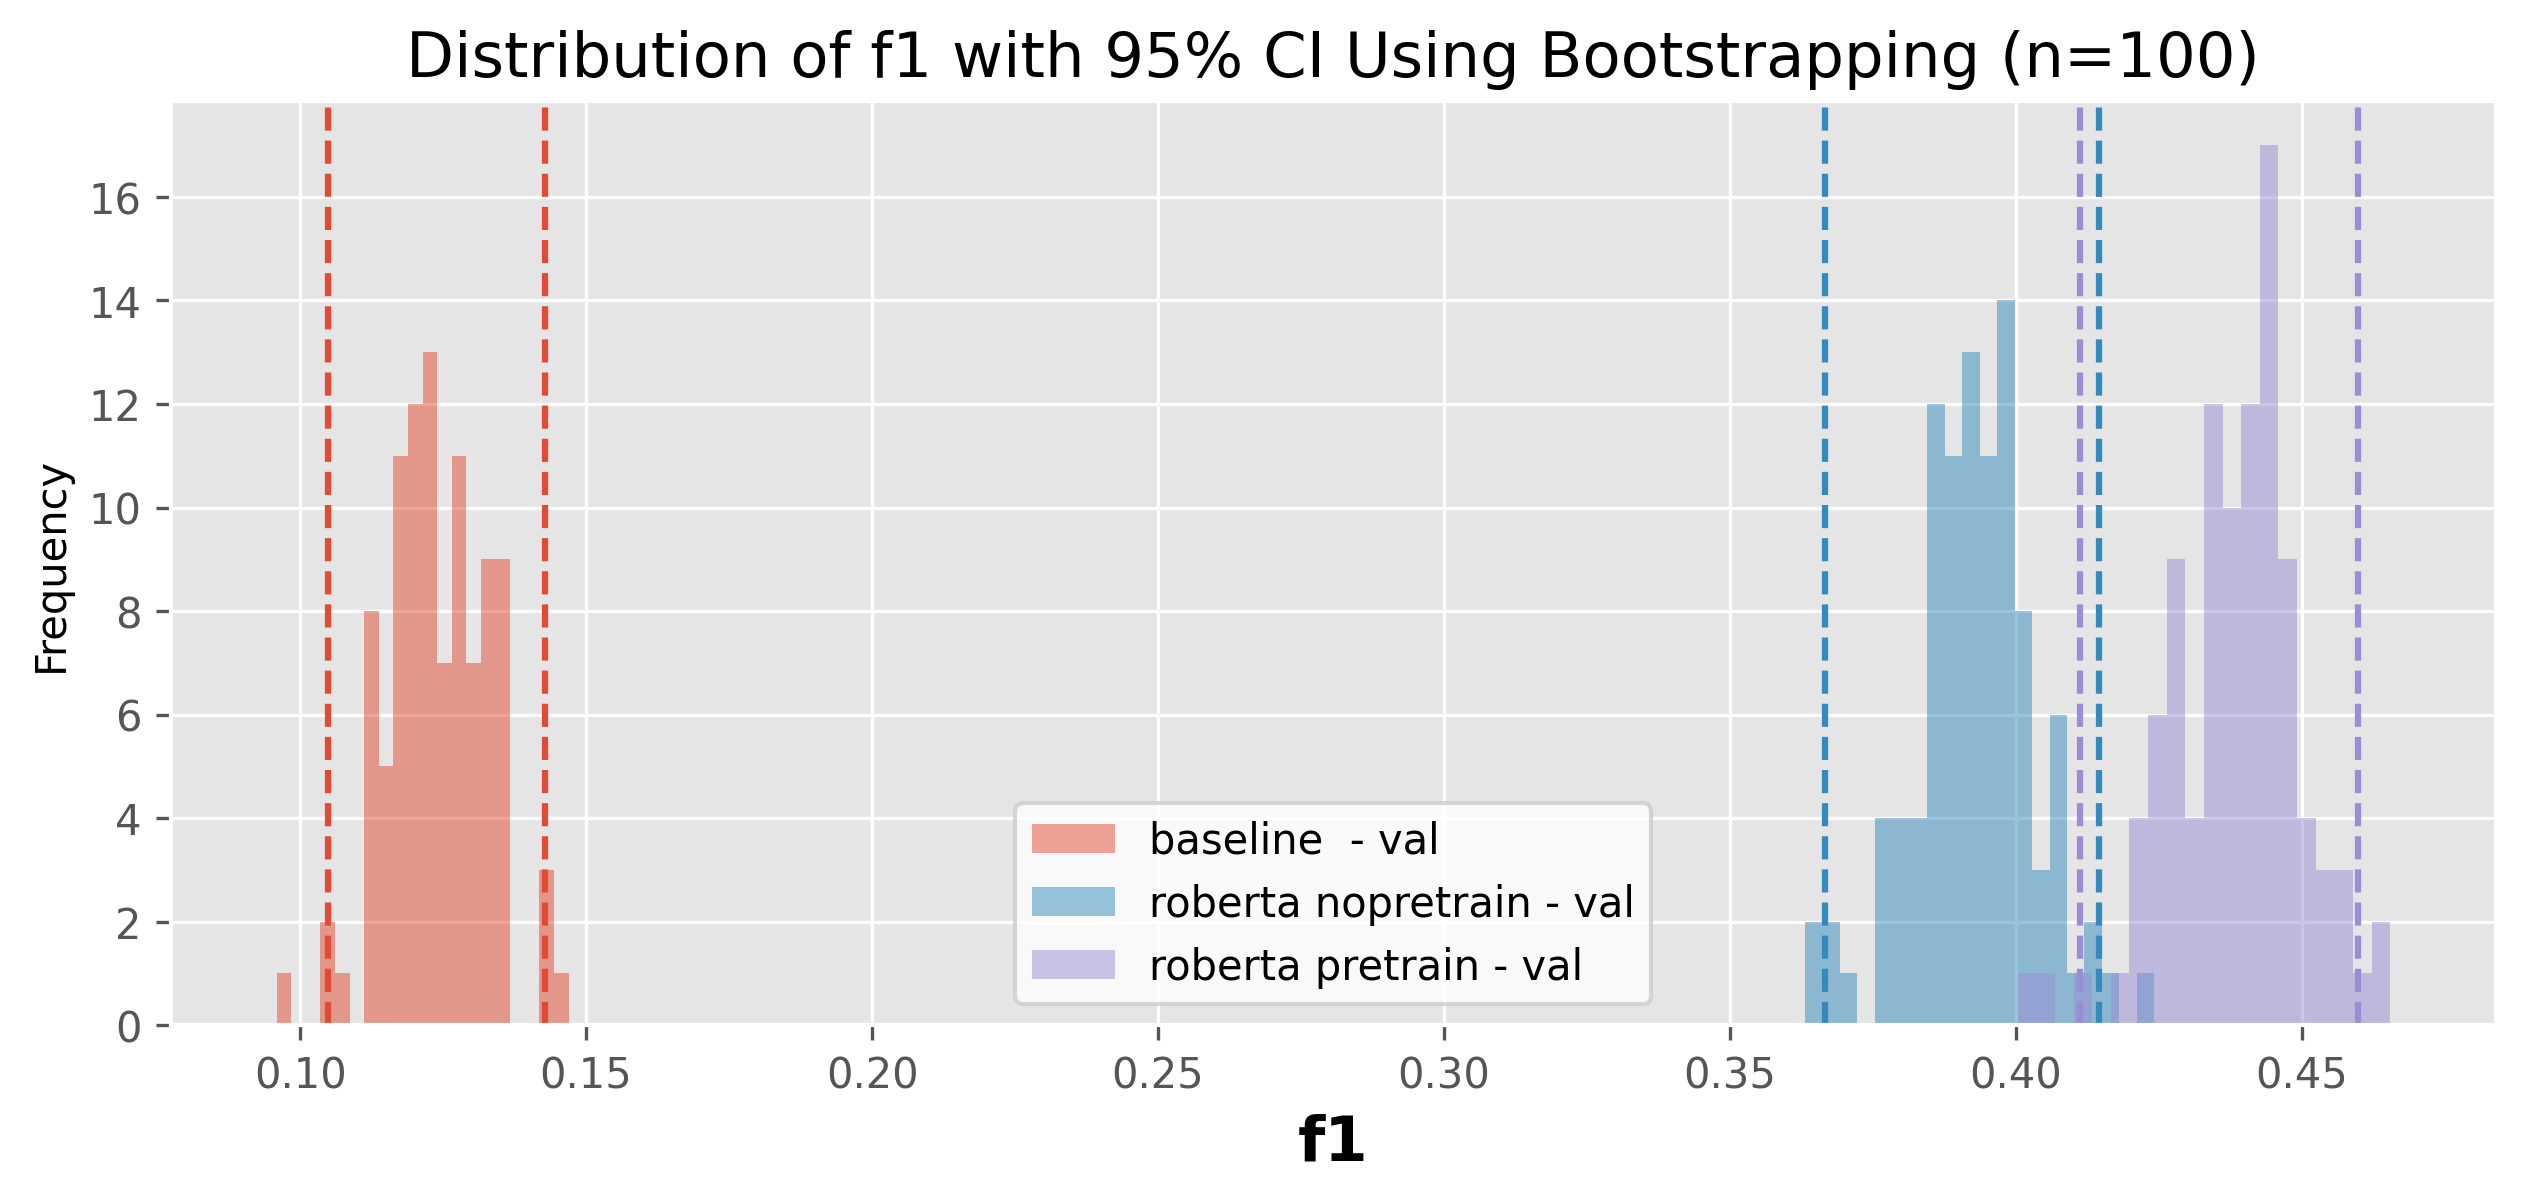 Distribution of f1 with 95% CI Using Bootstrapping (n=100)
Frequency
16
14
12
10
8
6
4
2
0
baseline  - val
roberta nopretrain - val
roberta pretrain - val
0.10 0.15 0.20 0.25 0.30 0.35 0.40 0.45
f1